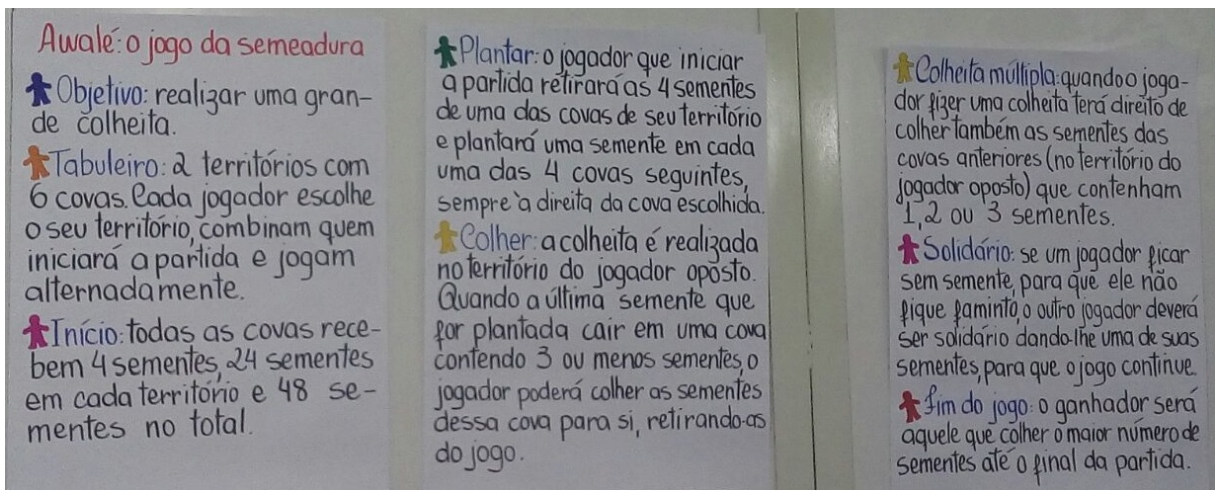 Awalé: o jogo da semeadura
Objetivo: realizar uma gran-
de colheita.
Tabuleiro: 2 territórios com
6 covas. Cada jogador escolhe
o seu território, combinam quem
iniciará a partida e jogam
alternadamente.
Início: todas as covas rece-
bem 4 sementes, 24 sementes
em cada território e 48 se-
mentes no total.
Plantar: o jogador que iniciar
a partida retirará as 4 sementes
de uma das covas de seu território
e plantará uma semente em cada
uma das 4 covas seguintes,
sempre à direita da cova escolhida.
Colher: a colheita é realizada
no território do jogador oposto.
Quando a última semente que
for plantada cair em uma cova
contendo 3 ou menos sementes, o
jogador poderá colher as sementes
dessa cova para si, retirando-as
do jogo.
Colheita múltipla: quando o joga-
dor fizer uma colheita terá direito de
colher também as sementes das
covas anteriores (no território do
jogador oposto) que contenham
1, 2 ou 3 sementes.
Solidário: se um jogador ficar
sem semente, para que ele não
fique faminto, o outro jogador deverá
ser solidário dando-lhe uma de suas
sementes, para que o jogo continue.
Fim do jogo: o ganhador será
aquele que colher o maior número de
sementes até o final da partida.